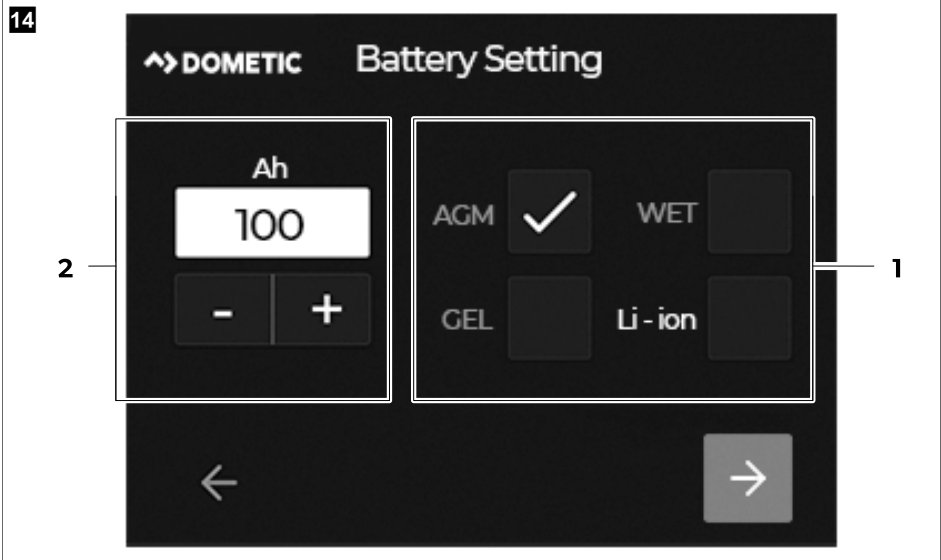 14
DOMETIC Battery Setting
Ah
100
- +
AGM WET
GEL Li - ion
2
1